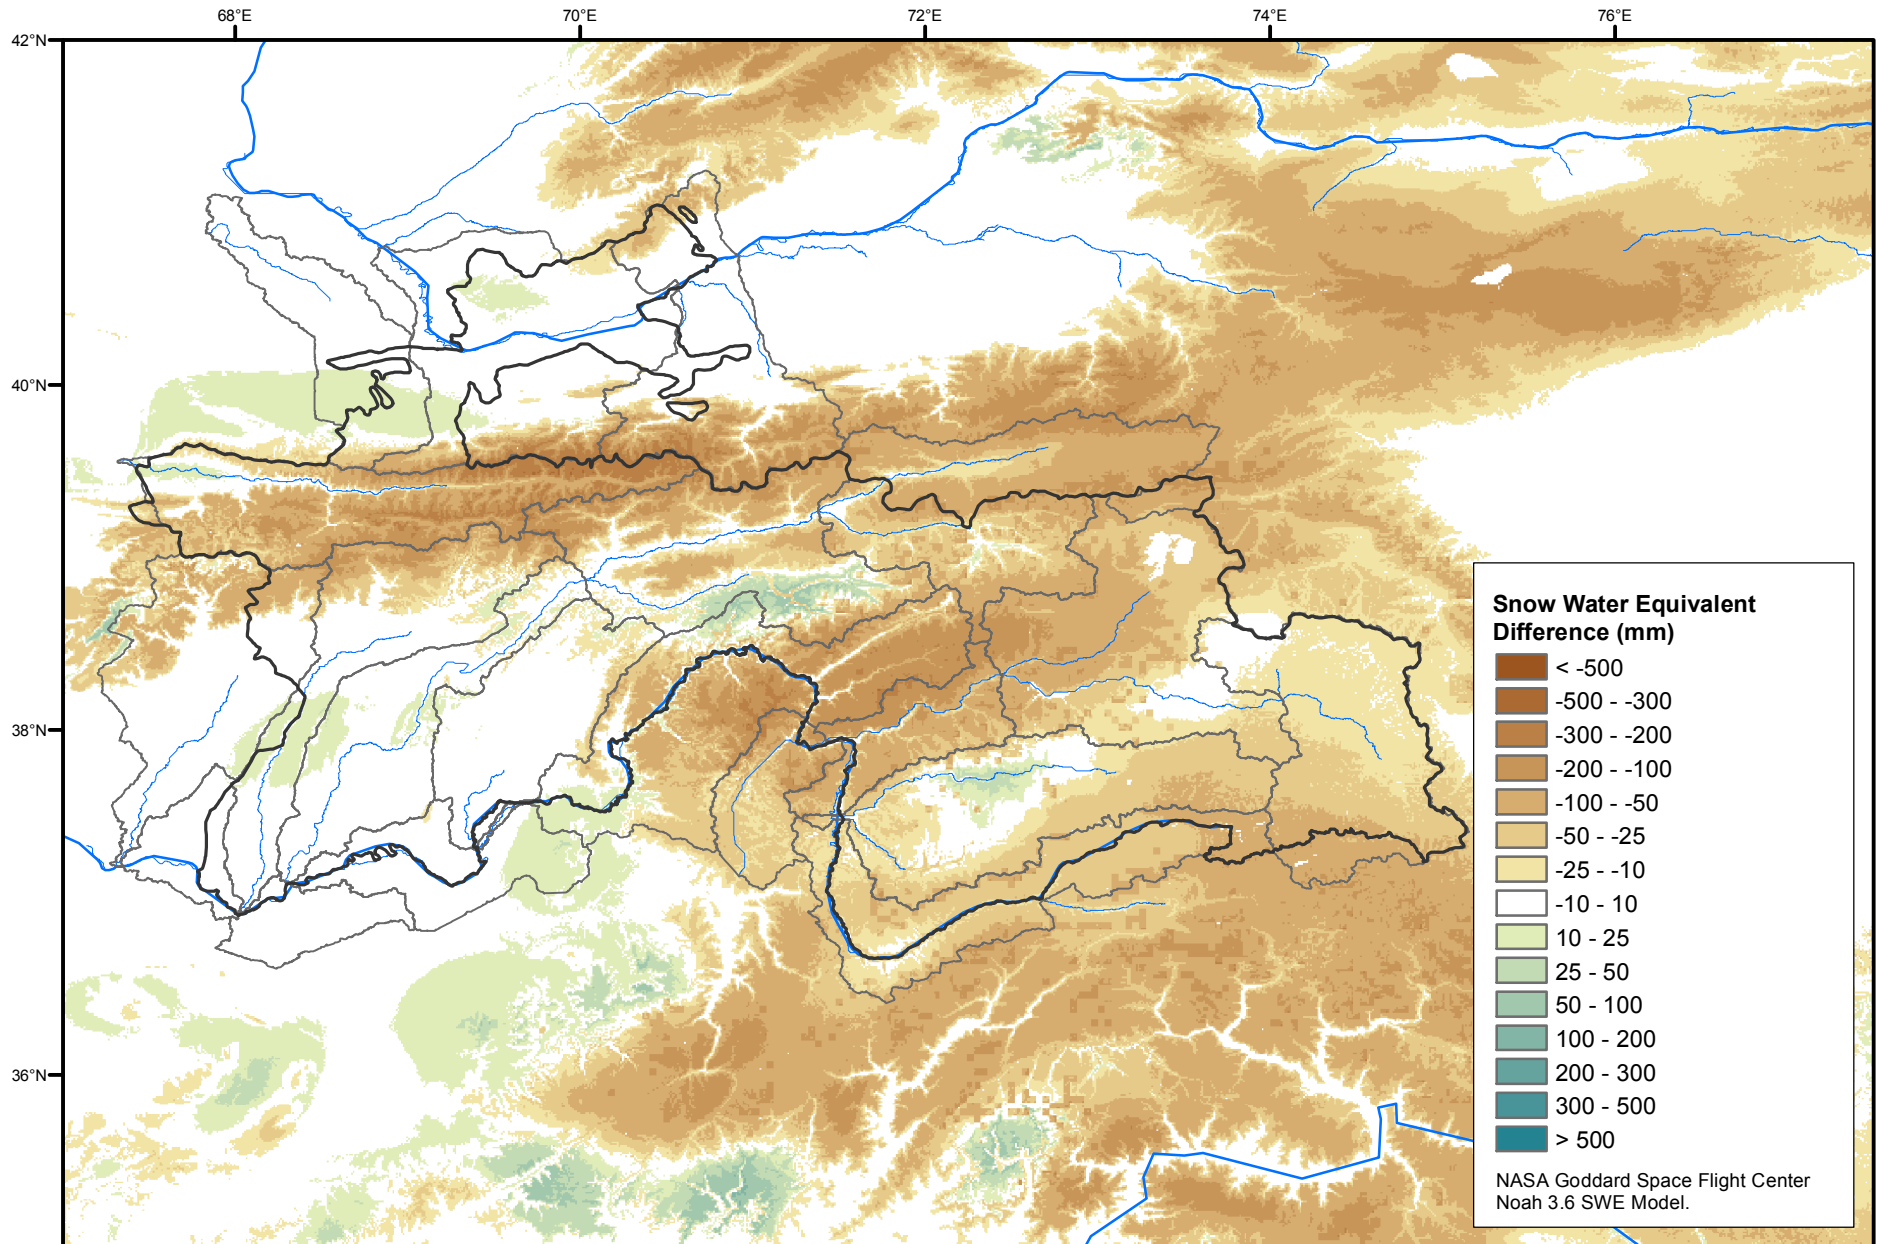 68°E
70°E
72°E
74°E
76°E
42°N
40°N
38°N
36°N
Snow Water Equivalent
Difference (mm)
< -500
-500 - -300
-300 - -200
-200 - -100
-100 - -50
-50 - -25
-25 - -10
-10 - 10
10 - 25
25 - 50
50 - 100
100 - 200
200 - 300
300 - 500
> 500
NASA Goddard Space Flight Center
Noah 3.6 SWE Model.